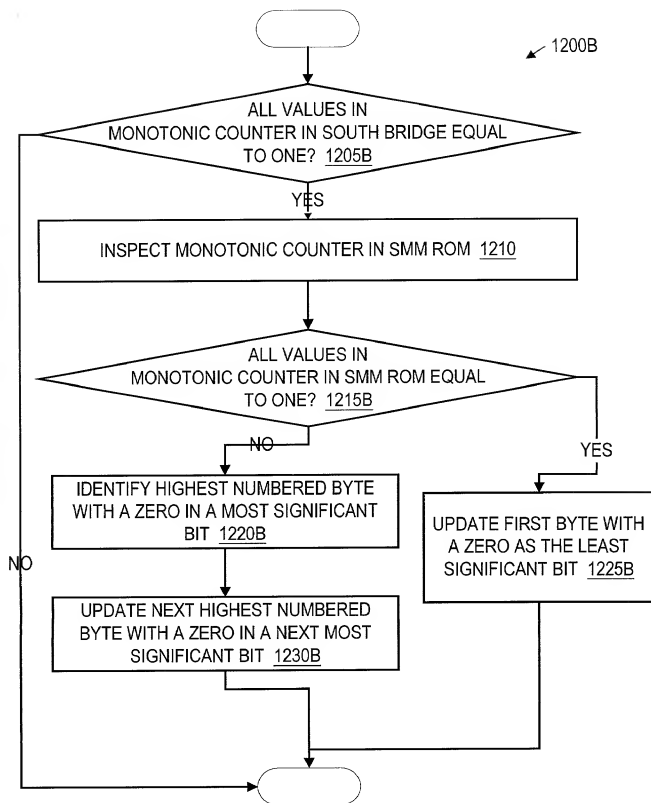 1200B
ALL VALUES IN
MONOTONIC COUNTER IN SOUTH BRIDGE EQUAL
TO ONE? 1205B
YES
INSPECT MONOTONIC COUNTER IN SMM ROM 1210
ALL VALUES IN
MONOTONIC COUNTER IN SMM ROM EQUAL
TO ONE? 1215B
NO
YES
IDENTIFY HIGHEST NUMBERED BYTE
WITH A ZERO IN A MOST SIGNIFICANT
BIT 1220B
UPDATE FIRST BYTE WITH
A ZERO AS THE LEAST
SIGNIFICANT BIT 1225B
NO
UPDATE NEXT HIGHEST NUMBERED
BYTE WITH A ZERO IN A NEXT MOST
SIGNIFICANT BIT 1230B